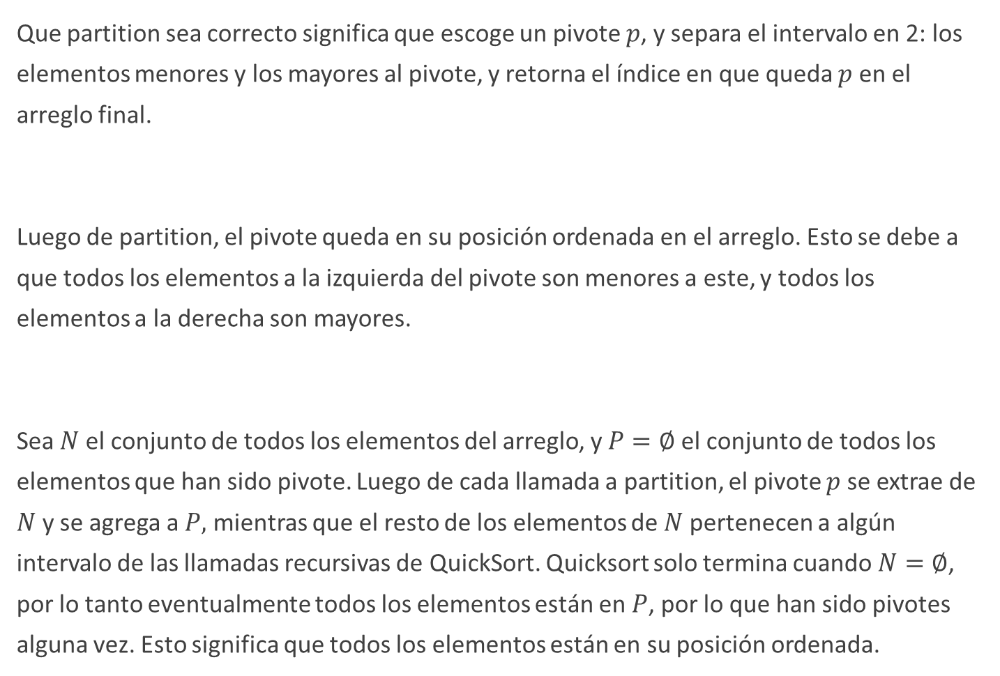 Que partition sea correcto significa que escoge un pivote p, y separa el intervalo en 2: los
elementos menores y los mayores al pivote, y retorna el índice en que queda p en el
arreglo final.
Luego de partition, el pivote queda en su posición ordenada en el arreglo. Esto se debe a
que todos los elementos a la izquierda del pivote son menores a este, y todos los
elementos a la derecha son mayores.
Sea N el conjunto de todos los elementos del arreglo, y P = ∅ el conjunto de todos los
elementos que han sido pivote. Luego de cada llamada a partition, el pivote p se extrae de
N y se agrega a P, mientras que el resto de los elementos de N pertenecen a algún
intervalo de las llamadas recursivas de QuickSort. Quicksort solo termina cuando N = ∅,
por lo tanto eventualmente todos los elementos están en P, por lo que han sido pivotes
alguna vez. Esto significa que todos los elementos están en su posición ordenada.